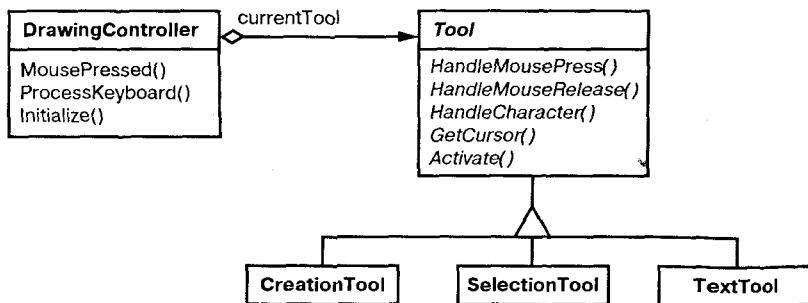 DrawingController
MousePressed()
ProcessKeyboard()
Initialize()
currentTool
Tool
HandleMousePress()
HandleMouseRelease()
HandleCharacter()
GetCursor()
Activate()
CreationTool
SelectionTool
TextTool